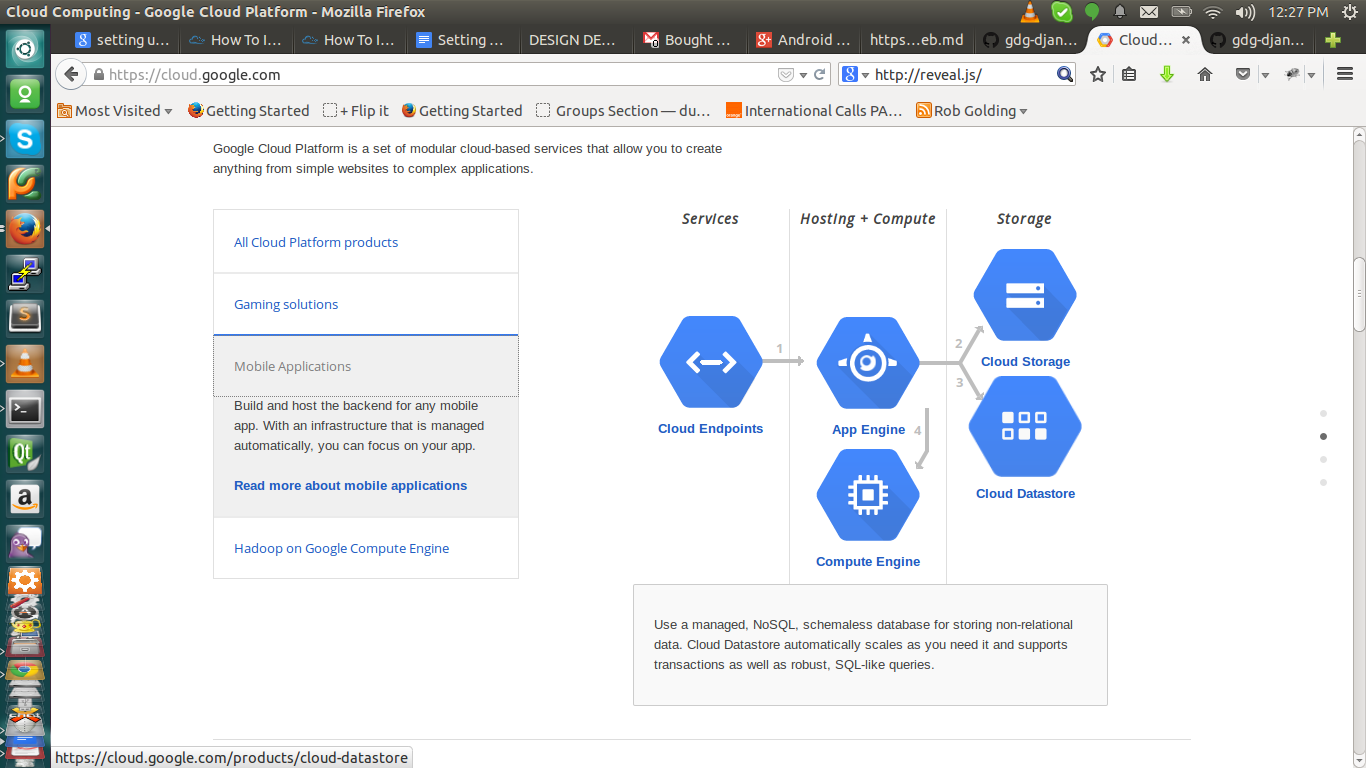 Cloud Computing - Google Cloud Platform - Mozilla Firefox
12:27 PM
setting u...
How To I...
How To I...
Setting ...
DESIGN DE...
Bought ...
Android ...
https...eb.md
gdg-djan...
Cloud...
gdg-djan...
https://cloud.google.com
http://reveal.js/
Most Visited
Getting Started
+ Flip it
Getting Started
Groups Section — du...
International Calls PA...
Rob Golding
Google Cloud Platform is a set of modular cloud-based services that allow you to create
anything from simple websites to complex applications.
All Cloud Platform products
Gaming solutions
Mobile Applications
Build and host the backend for any mobile
app. With an infrastructure that is managed
automatically, you can focus on your app.
Read more about mobile applications
Hadoop on Google Compute Engine
Services
Hosting + Compute
Storage
1
2
Cloud Storage
3
Cloud Endpoints
App Engine
4
Cloud Datastore
Compute Engine
Use a managed, NoSQL, schemaless database for storing non-relational
data. Cloud Datastore automatically scales as you need it and supports
transactions as well as robust, SQL-like queries.
https://cloud.google.com/products/cloud-datastore